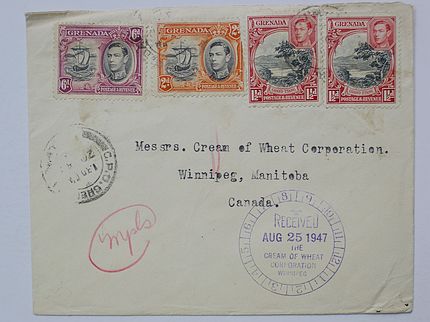 GRENADA
6D
POSTAGE & REVENUE
GRENADA
2D
POSTAGE & REVENUE
GRENADA
1½D
POSTAGE & REVENUE
GRENADA
1½D
POSTAGE & REVENUE
G.P.O. GRE
Messrs. Cream of Wheat Corporation.
Winnipeg, Manitoba
Canada.
RECEIVED
AUG 25 1947
THE
CREAM OF WHEAT
CORPORATION
WINNIPEG